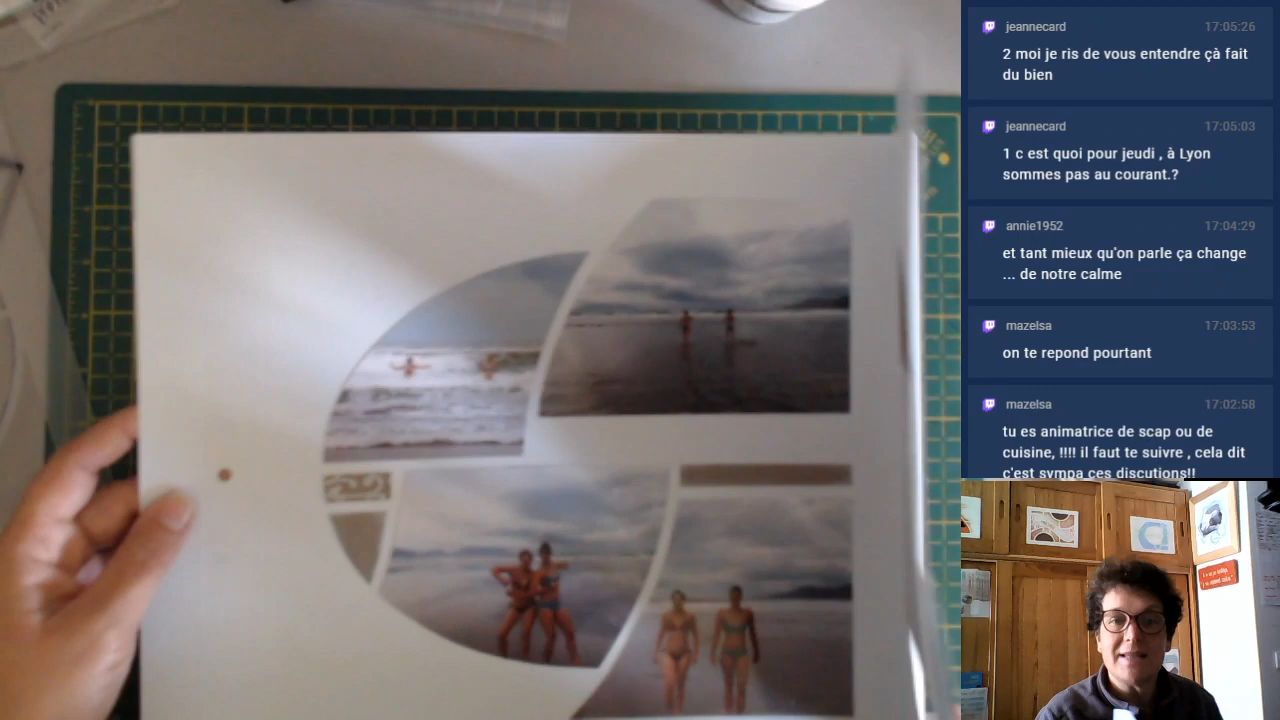 jeannecard 17:05:26
2 moi je ris de vous entendre çà fait
du bien
jeannecard 17:05:03
1 c est quoi pour jeudi , à Lyon
sommes pas au courant.?
annie1952 17:04:29
et tant mieux qu'on parle ça change
... de notre calme
mazelsa 17:03:53
on te repond pourtant
mazelsa 17:02:58
tu es animatrice de scap ou de
cuisine, !!!! il faut te suivre , cela dit
c'est sympa ces discutions!!